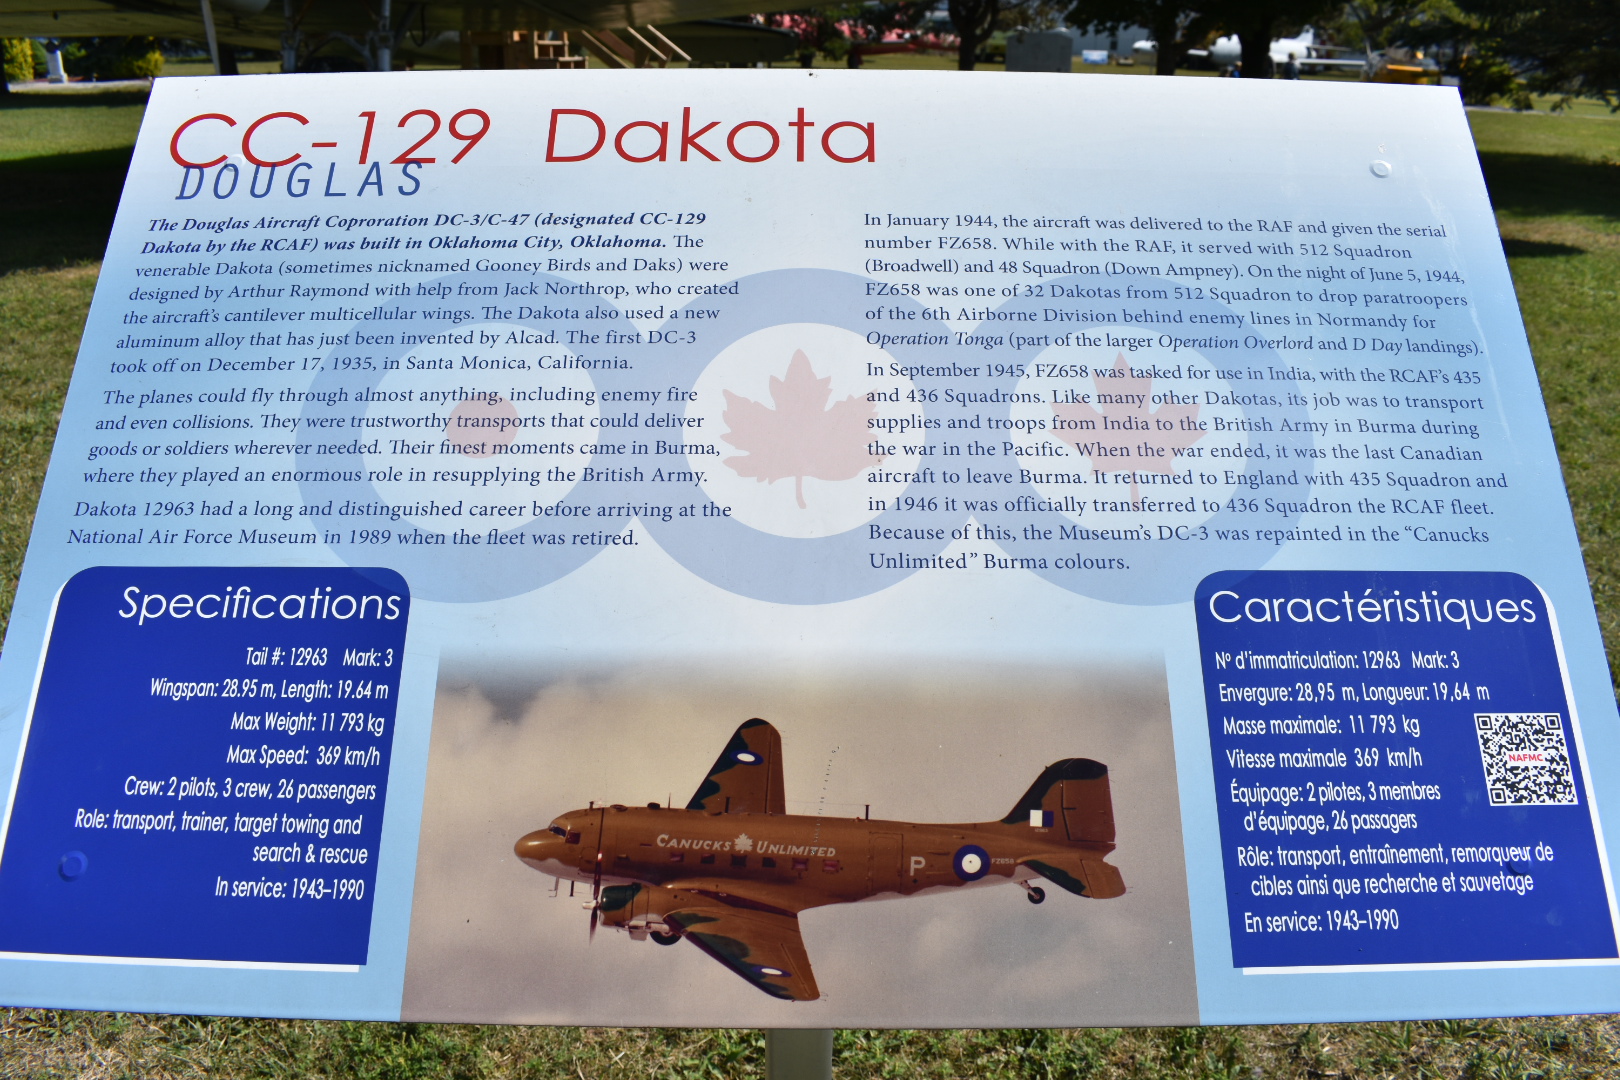 CC-129 Dakota
DOUGLAS
The Douglas Aircraft Coproration DC-3/C-47 (designated CC-129
Dakota by the RCAF) was built in Oklahoma City, Oklahoma. The
venerable Dakota (sometimes nicknamed Gooney Birds and Daks) were
designed by Arthur Raymond with help from Jack Northrop, who created
the aircraft's cantilever multicellular wings. The Dakota also used a new
aluminum alloy that has just been invented by Alcad. The first DC-3
took off on December 17, 1935, in Santa Monica, California.
The planes could fly through almost anything, including enemy fire
and even collisions. They were trustworthy transports that could deliver
goods or soldiers wherever needed. Their finest moments came in Burma,
where they played an enormous role in resupplying the British Army.
Dakota 12963 had a long and distinguished career before arriving at the
National Air Force Museum in 1989 when the fleet was retired.
In January 1944, the aircraft was delivered to the RAF and given the serial
number FZ658. While with the RAF, it served with 512 Squadron
(Broadwell) and 48 Squadron (Down Ampney). On the night of June 5, 1944,
FZ658 was one of 32 Dakotas from 512 Squadron to drop paratroopers
of the 6th Airborne Division behind enemy lines in Normandy for
Operation Tonga (part of the larger Operation Overlord and D Day landings).
In September 1945, FZ658 was tasked for use in India, with the RCAF's 435
and 436 Squadrons. Like many other Dakotas, its job was to transport
supplies and troops from India to the British Army in Burma during
the war in the Pacific. When the war ended, it was the last Canadian
aircraft to leave Burma. It returned to England with 435 Squadron and
in 1946 it was officially transferred to 436 Squadron the RCAF fleet.
Because of this, the Museum's DC-3 was repainted in the “Canucks
Unlimited” Burma colours.
Specifications
Tail #: 12963 Mark: 3
Wingspan: 28.95 m, Length: 19.64 m
Max Weight: 11 793 kg
Max Speed: 369 km/h
Crew: 2 pilots, 3 crew, 26 passengers
Role: transport, trainer, target towing and
search & rescue
In service: 1943–1990
CANUCKS UNLIMITED
P
FZ658
Caractéristiques
Nº d'immatriculation: 12963 Mark: 3
Envergure: 28,95 m, Longueur: 19,64 m
Masse maximale: 11 793 kg
Vitesse maximale 369 km/h
Équipage: 2 pilotes, 3 membres
d'équipage, 26 passagers
Rôle: transport, entraînement, remorqueur de
cibles ainsi que recherche et sauvetage
En service: 1943–1990
NAFMC